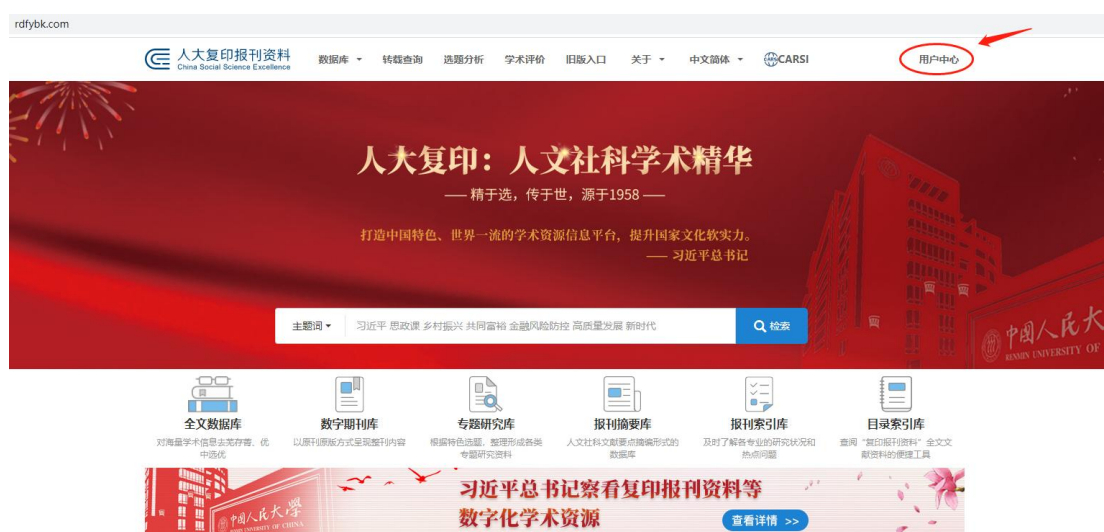 rdfybk.com
人大复印报刊资料
China Social Science Excellence
数据库 转载查询 选题分析 学术评价 旧版入口 关于 中文简体 CARSI 用户中心
人大复印：人文社科学术精华
—— 精于选，传于世，源于1958 ——
打造中国特色、世界一流的学术资源信息平台，提升国家文化软实力。
—— 习近平总书记
主题词 习近平 思政课 乡村振兴 共同富裕 金融风险防控 高质量发展 新时代 检索
中国人民大
RENMIN UNIVERSITY OF
全文数据库
对海量学术信息去芜存菁、优
中选优
数字期刊库
以原刊原版方式呈现整刊内容
专题研究库
根据特色选题，整理形成各类
专题研究资料
报刊摘要库
人文社科文献要点摘编形式的
数据库
报刊索引库
及时了解各专业的研究状况和
热点问题
目录索引库
查阅“复印报刊资料”全文文
献资料的便捷工具
中国人民大學
RENMIN UNIVERSITY OF CHINA
习近平总书记察看复印报刊资料等
数字化学术资源
查看详情 >>